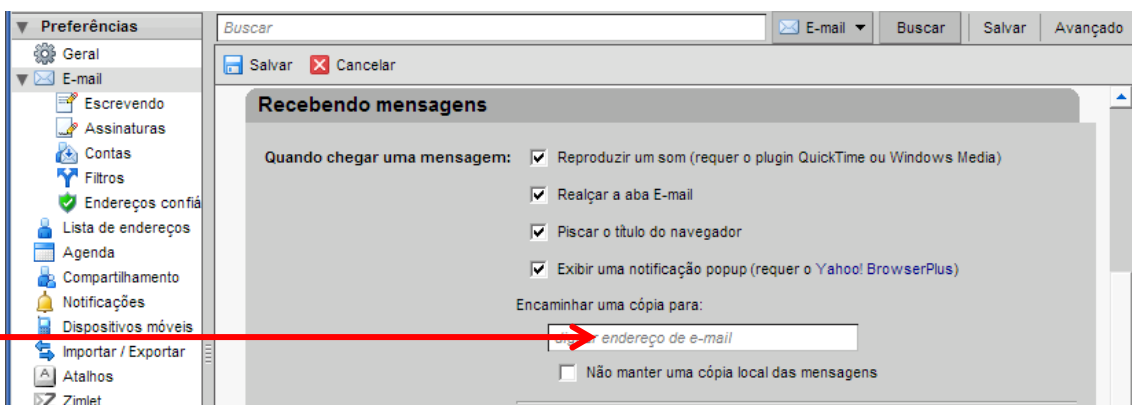 Preferências
Geral
E-mail
Escrevendo
Assinaturas
Contas
Filtros
Endereços confiá
Lista de endereços
Agenda
Compartilhamento
Notificações
Dispositivos móveis
Importar / Exportar
A Atalhos
Zimlet
Buscar E-mail Buscar Salvar Avançado
Salvar Cancelar
Recebendo mensagens
Quando chegar uma mensagem: Reproduzir um som (requer o plugin QuickTime ou Windows Media)
Realçar a aba E-mail
Piscar o título do navegador
Exibir uma notificação popup (requer o Yahoo! BrowserPlus)
Encaminhar uma cópia para:
endereço de e-mail
Não manter uma cópia local das mensagens